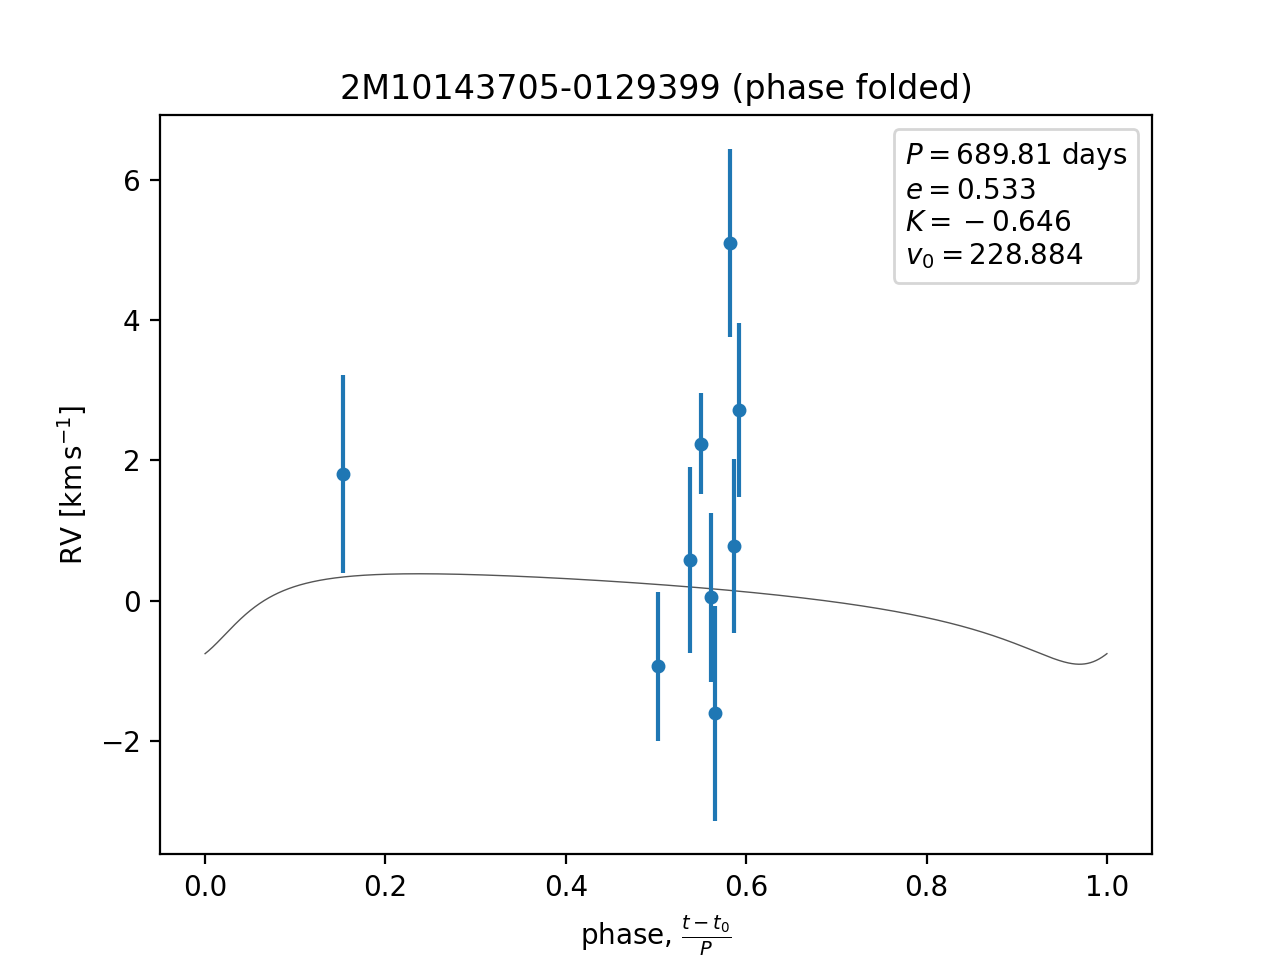 2M10143705-0129399 (phase folded)
P = 689.81 days
e = 0.533
K = −0.646
v₀ = 228.884
RV [km s⁻¹]
6
4
2
0
−2
0.0 0.2 0.4 0.6 0.8 1.0
phase, (t − t₀)/P